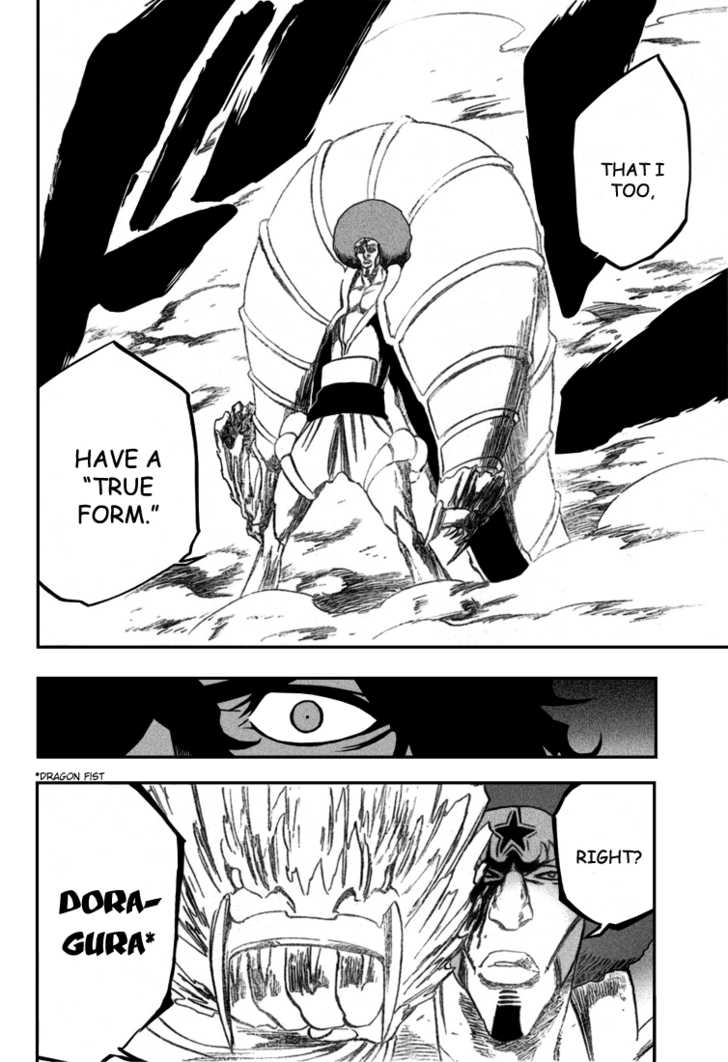 THAT I
TOO,
HAVE A
"TRUE
FORM."
RIGHT?
*DRAGON FIST
DORA-
GURA*